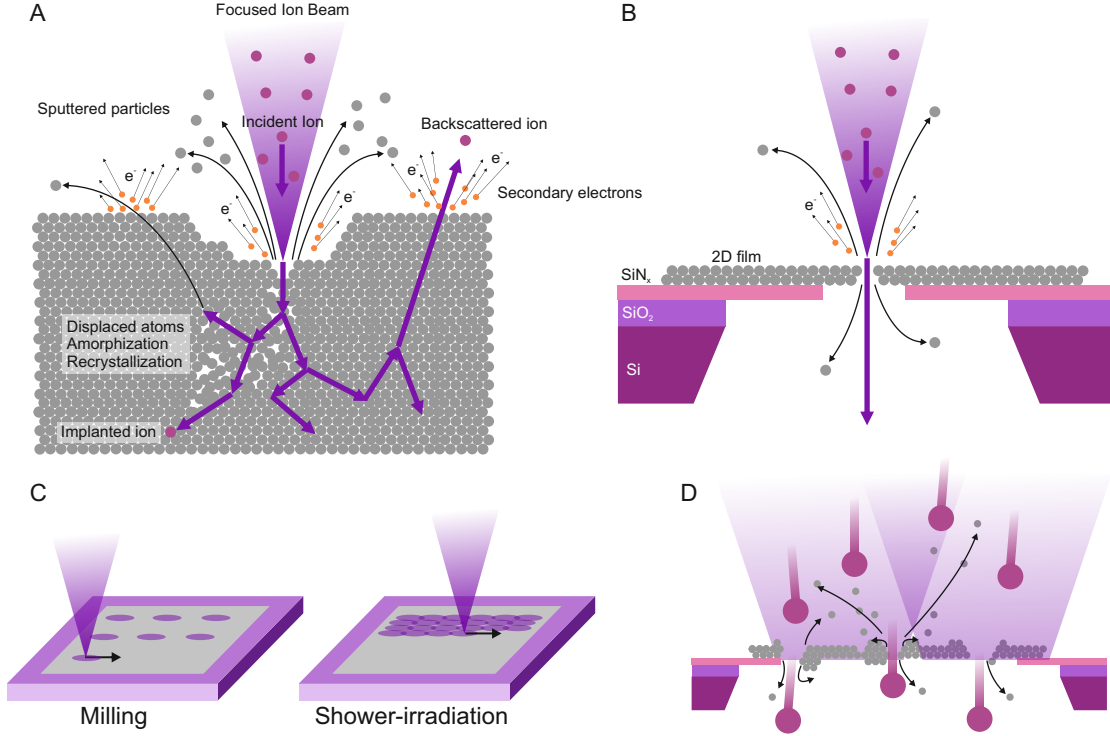 A
Focused Ion Beam
Sputtered particles
Incident Ion
Backscattered ion
e-
e-
e-
e-
Secondary electrons
Displaced atoms
Amorphization
Recrystallization
Implanted ion
B
e-
2D film
SiNx
SiO2
Si
C
Milling
Shower-irradiation
D